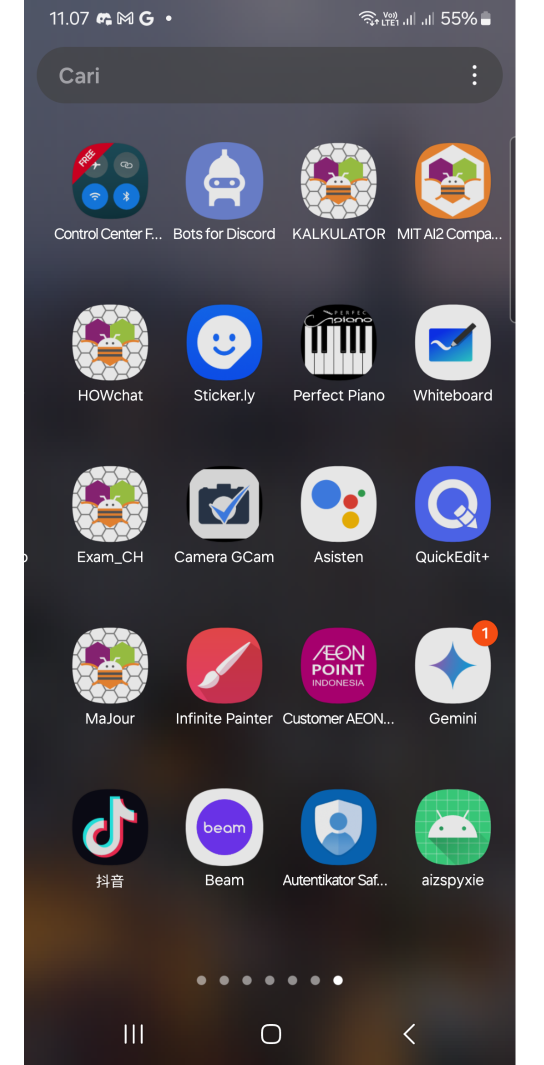 11.07 G • Vo) LTE1 55%
Cari
FREE
Control Center F... Bots for Discord KALKULATOR MIT AI2 Compa...
PERFECT
piano
HOWchat Sticker.ly Perfect Piano Whiteboard
Exam_CH Camera GCam Asisten QuickEdit+
ÆON
POINT
INDONESIA
1
MaJour Infinite Painter Customer AEON... Gemini
beam
抖音 Beam Autentikator Saf... aizspyxie